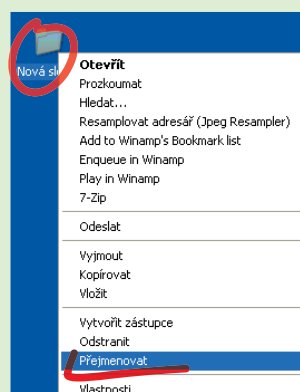 Nová
Otevřít
Prozkoumat
Hledat...
Resamplovat adresář (Jpeg Resampler)
Add to Winamp's Bookmark list
Enqueue in Winamp
Play in Winamp
7-Zip
Odeslat
Vyjmout
Kopírovat
Vložit
Vytvořit zástupce
Odstranit
Přejmenovat
Vlastnosti